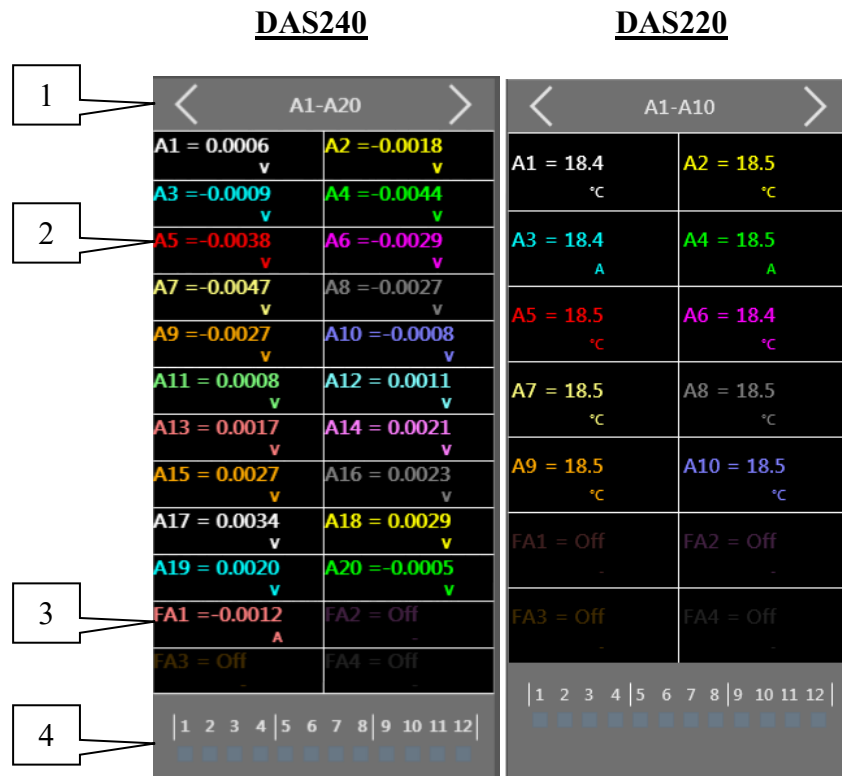 DAS240
DAS220
1
A1-A20
A1 = 0.0006
V
A2 =-0.0018
V
A3 =-0.0009
V
A4 =-0.0044
V
2
A5 =-0.0038
V
A6 =-0.0029
V
A7 =-0.0047
V
A8 =-0.0027
V
A9 =-0.0027
V
A10 =-0.0008
V
A11 = 0.0008
V
A12 = 0.0011
V
A13 = 0.0017
V
A14 = 0.0021
V
A15 = 0.0027
V
A16 = 0.0023
V
A17 = 0.0034
V
A18 = 0.0029
V
A19 = 0.0020
V
A20 =-0.0005
V
3
FA1 =-0.0012
A
FA2 = Off
-
FA3 = Off
-
FA4 = Off
-
4
1 2 3 4 5 6 7 8 9 10 11 12
A1-A10
A1 = 18.4
°C
A2 = 18.5
°C
A3 = 18.4
A
A4 = 18.5
A
A5 = 18.5
°C
A6 = 18.4
°C
A7 = 18.5
°C
A8 = 18.5
°C
A9 = 18.5
°C
A10 = 18.5
°C
FA1 = Off
-
FA2 = Off
-
FA3 = Off
-
FA4 = Off
-
1 2 3 4 5 6 7 8 9 10 11 12